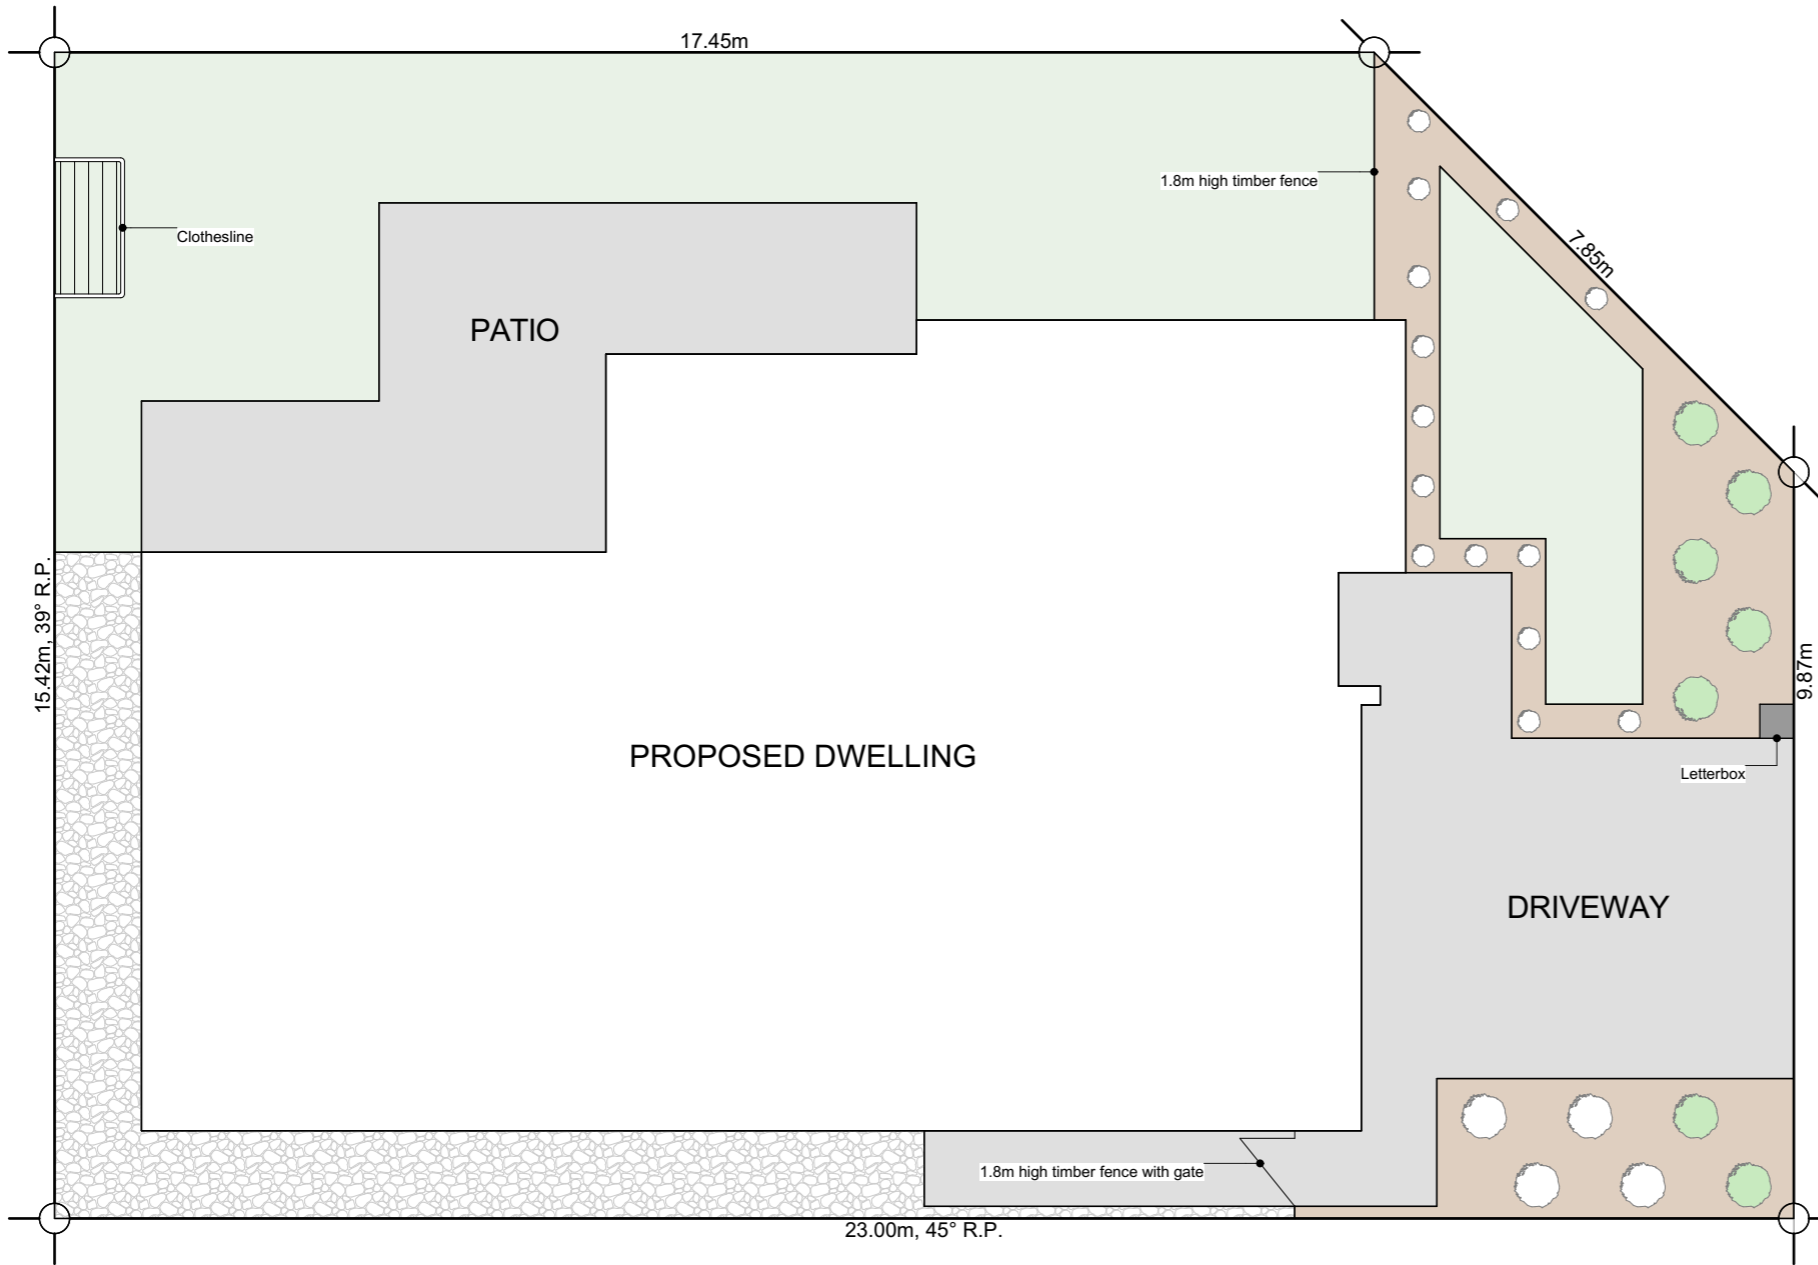 17.45m
1.8m high timber fence
Clothesline
7.85m
PATIO
15.42m, 39° R.P.
9.87m
PROPOSED DWELLING
Letterbox
DRIVEWAY
1.8m high timber fence with gate
23.00m, 45° R.P.